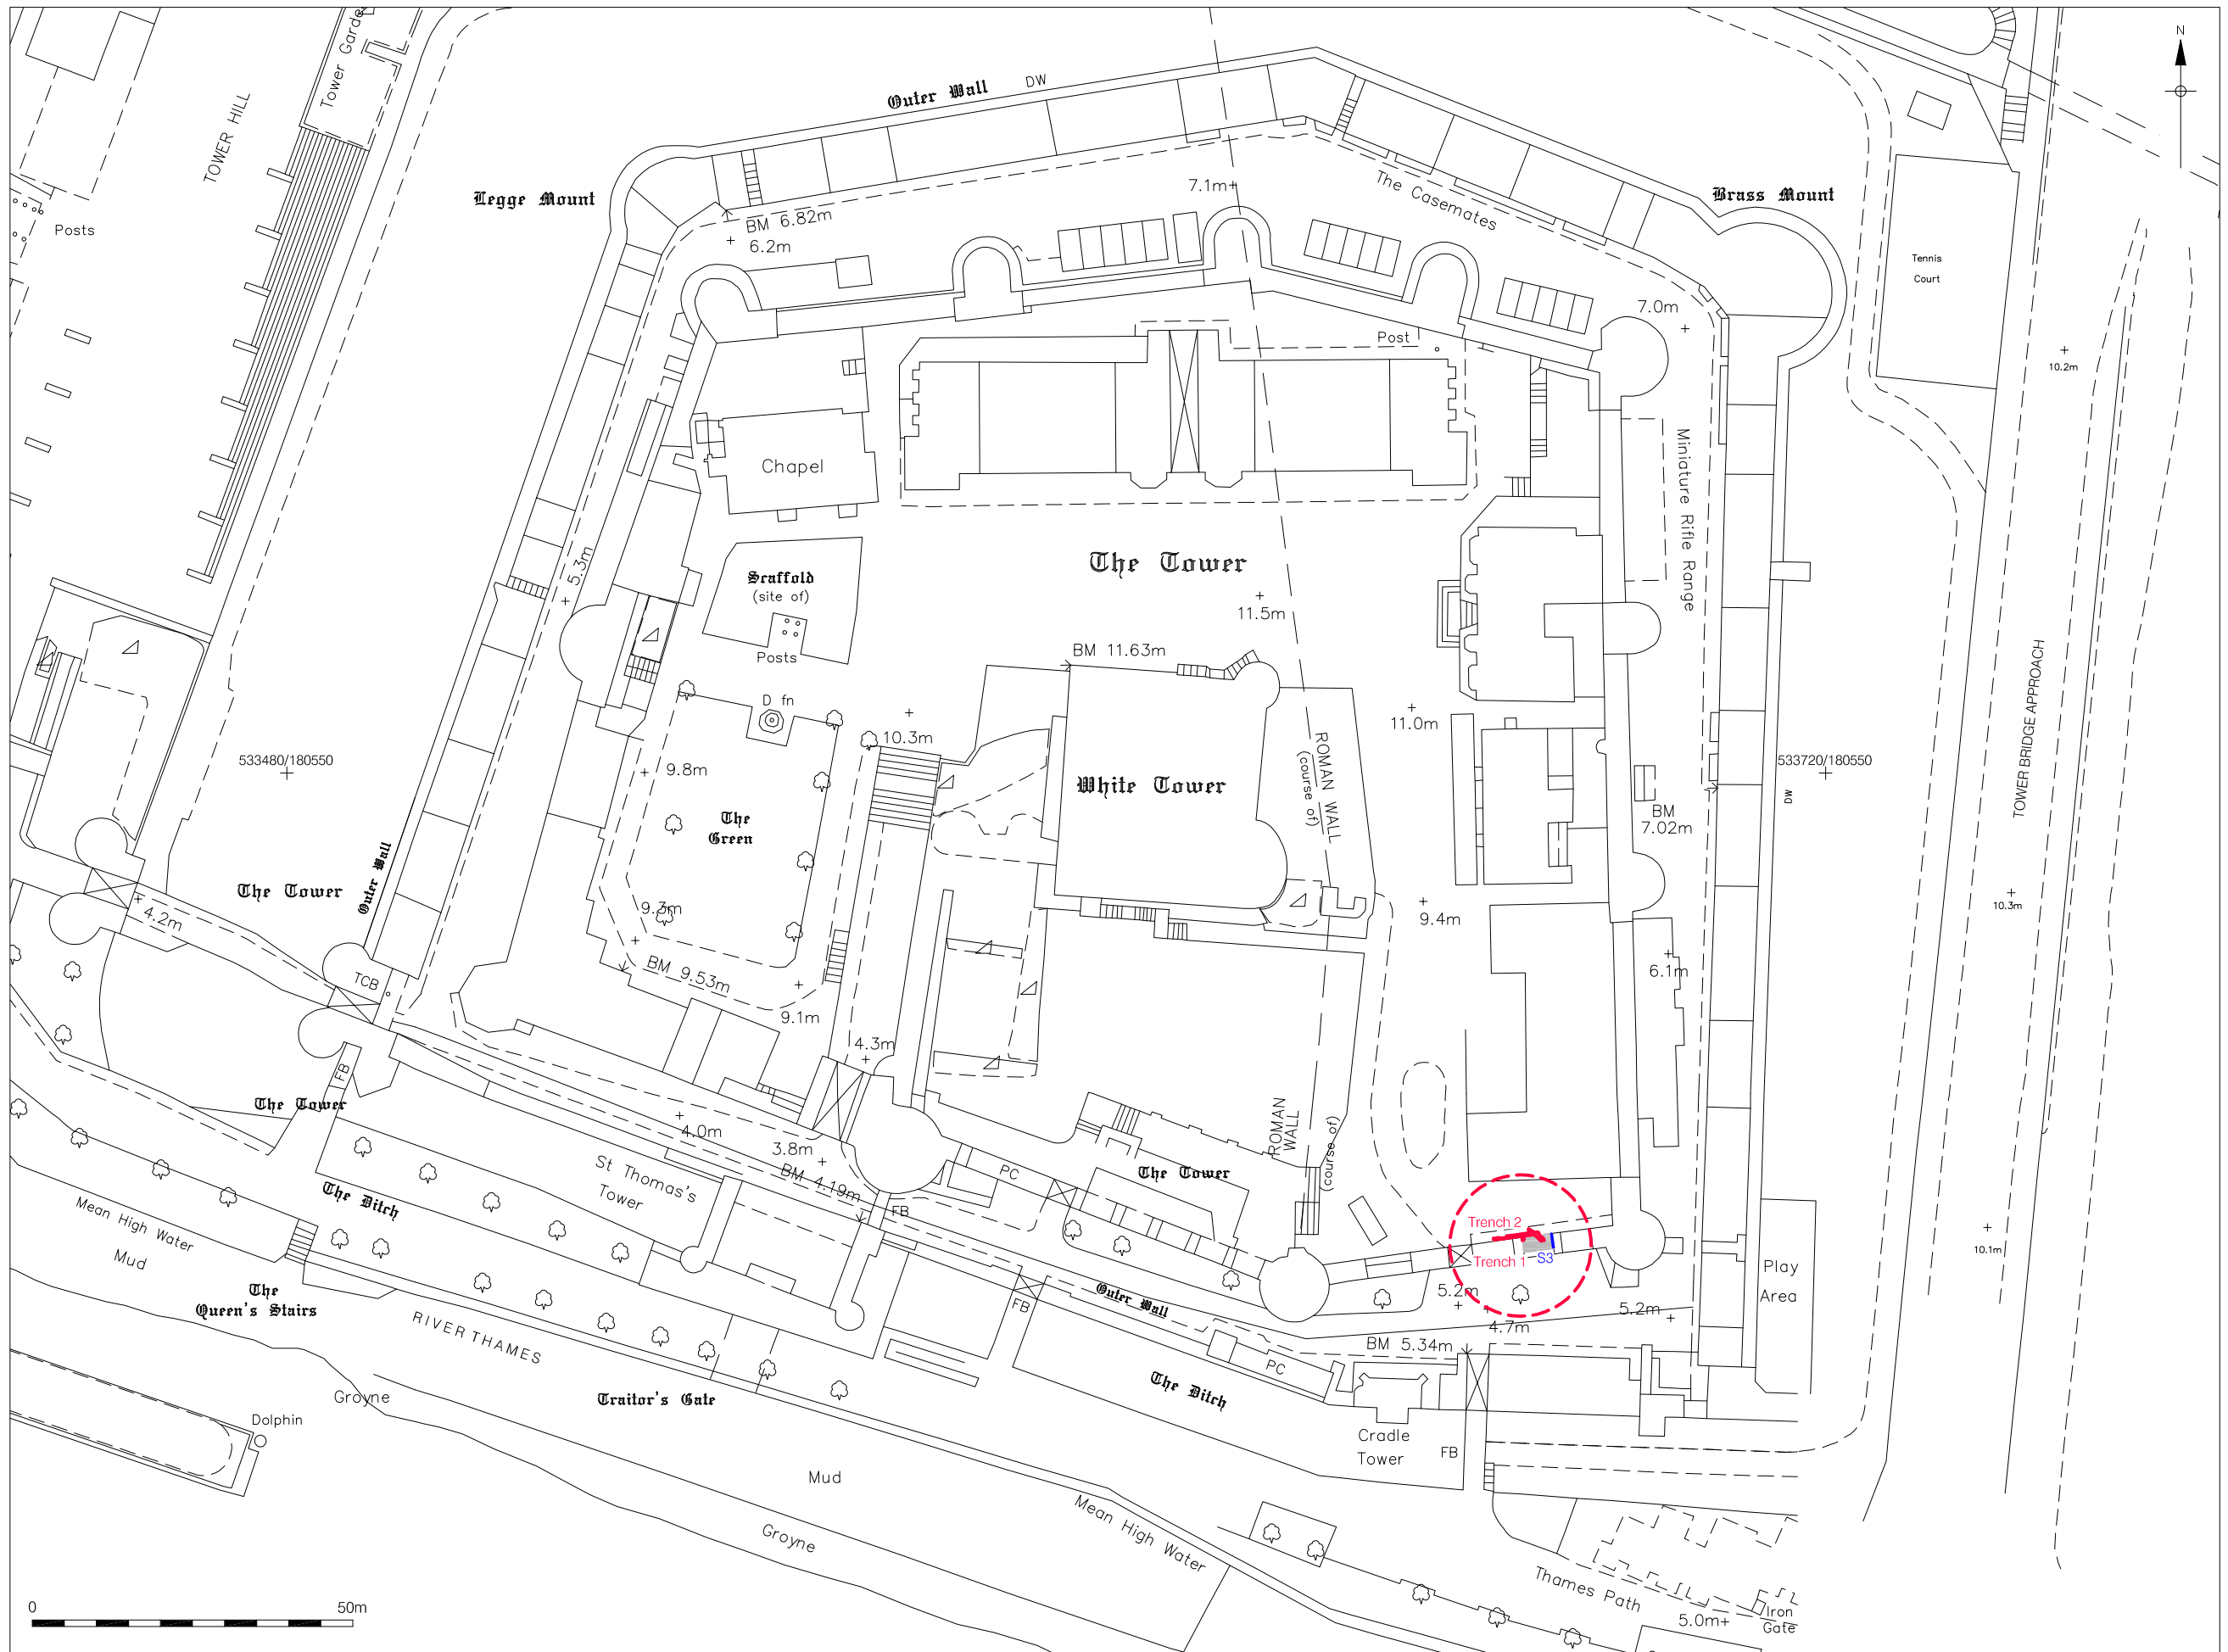 Tower Garde
TOWER HILL
Posts
Legge Mount
Outer Wall
DW
N
Brass Mount
The Casemates
7.1m+
BM 6.82m
6.2m
7.0m
Tennis
Court
10.2m
Post
Chapel
Miniature Rifle Range
The Tower
11.5m
5.3m
Scaffold
(site of)
Posts
BM 11.63m
D fn
10.3m
11.0m
533480/180550
9.8m
White Tower
ROMAN WALL
(course of)
533720/180550
DW
TOWER BRIDGE APPROACH
BM
7.02m
The
Green
Outer Wall
The Tower
4.2m
9.3m
9.4m
10.3m
TCB
BM 9.53m
6.1m
9.1m
4.3m
FB
The Tower
4.0m
3.8m
BM 4.19m
ROMAN
WALL
(course of)
St Thomas's
Tower
PC
The Tower
FB
The Ditch
Mean High Water
Mud
Trench 2
Trench 1
S3
10.1m
Play
Area
The
Queen's Stairs
RIVER THAMES
FB
Outer Wall
5.2m
4.7m
5.2m
BM 5.34m
PC
The Ditch
Groyne
Traitor's Gate
Dolphin
Cradle
Tower
FB
Mud
Mean High Water
Groyne
Thames Path
5.0m+
Iron
Gate
0
50m